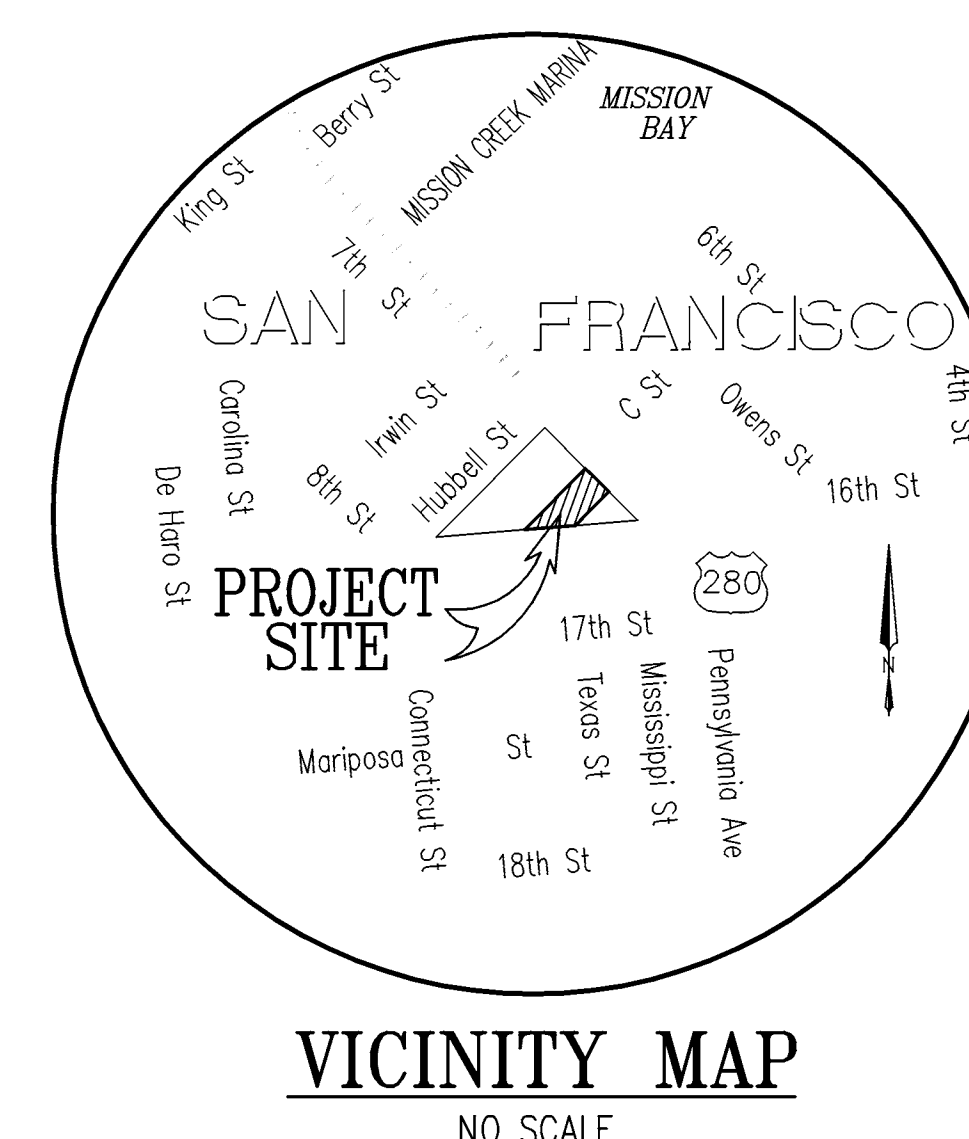 Berry St
MISSION CREEK MARINA
MISSION
BAY
King St
7th St
6th St
SAN FRANCISCO
Carolina St
Irwin St
C St
Owens St
4th St
De Haro St
8th St
Hubbell St
16th St
PROJECT
SITE
280
17th St
N
Connecticut St
Texas St
Mississippi St
Pennsylvania Ave
Mariposa St
18th St
VICINITY MAP
NO SCALE